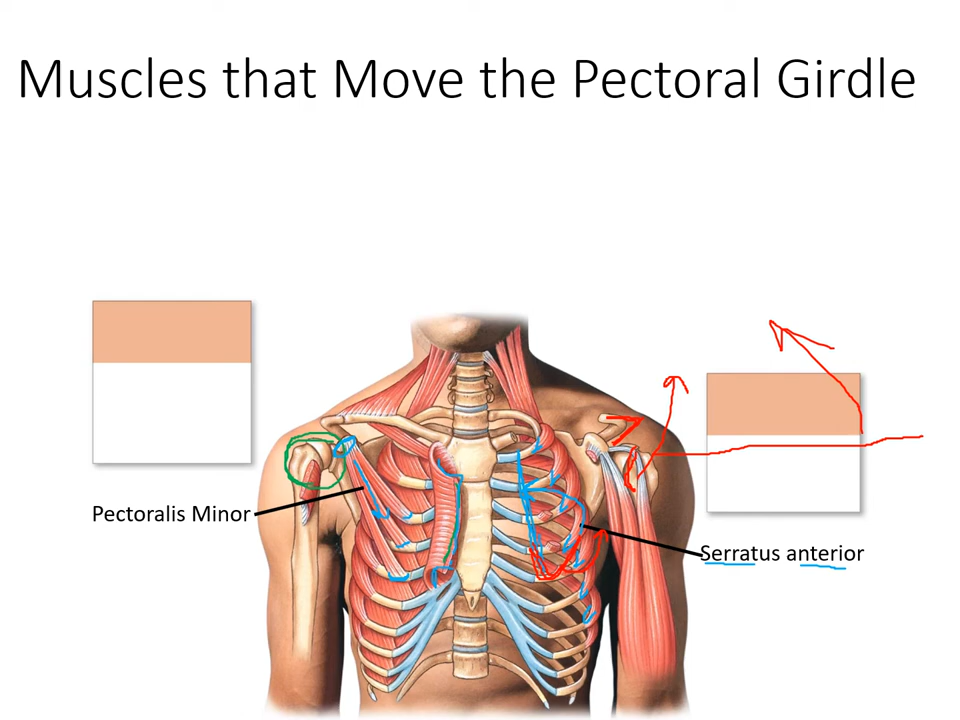 Muscles that Move the Pectoral Girdle
Pectoralis Minor
Serratus anterior